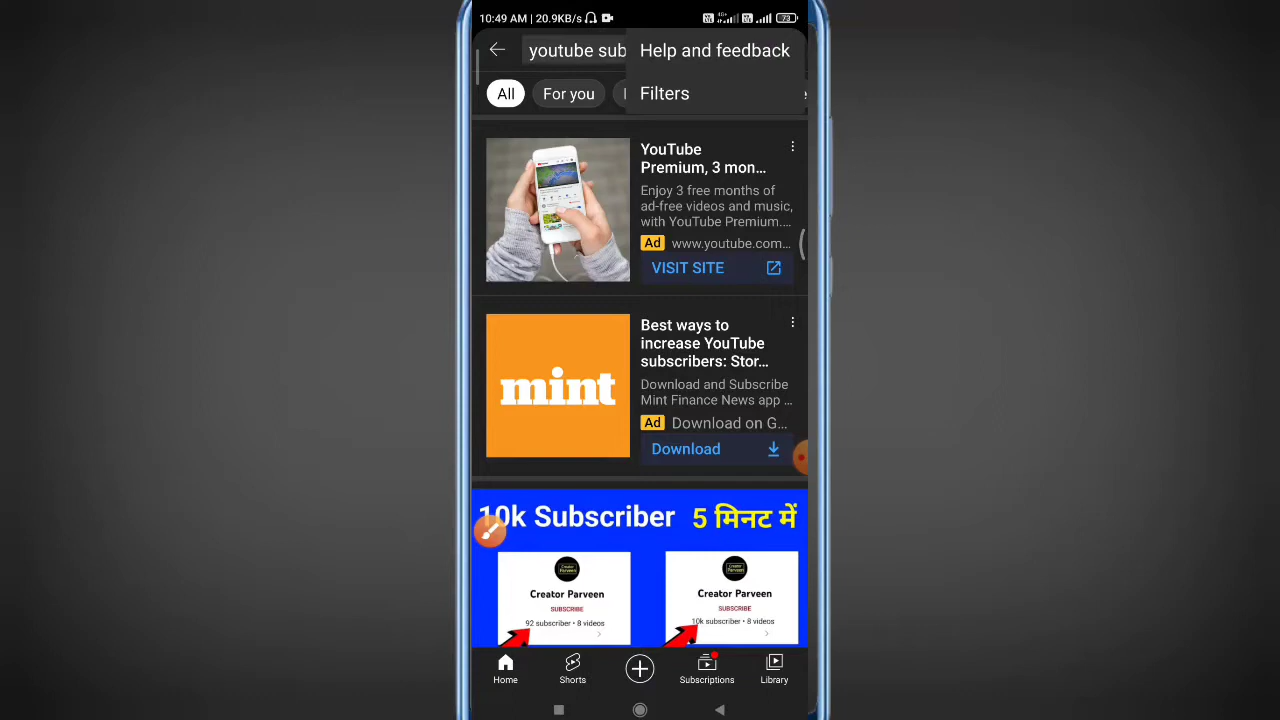 10:49 AM | 20.9KB/s
4G+
73
youtube sub
Help and feedback
All
For you
Filters
YouTube
Premium, 3 mon...
Enjoy 3 free months of
ad-free videos and music,
with YouTube Premium....
Ad www.youtube.com...
VISIT SITE
mint
Best ways to
increase YouTube
subscribers: Stor...
Download and Subscribe
Mint Finance News app ...
Ad Download on G...
Download
10k Subscriber 5 मिनट में
Creator Parveen
SUBSCRIBE
92 subscriber • 8 videos
Creator Parveen
SUBSCRIBE
10k subscriber • 8 videos
Home
Shorts
Subscriptions
Library